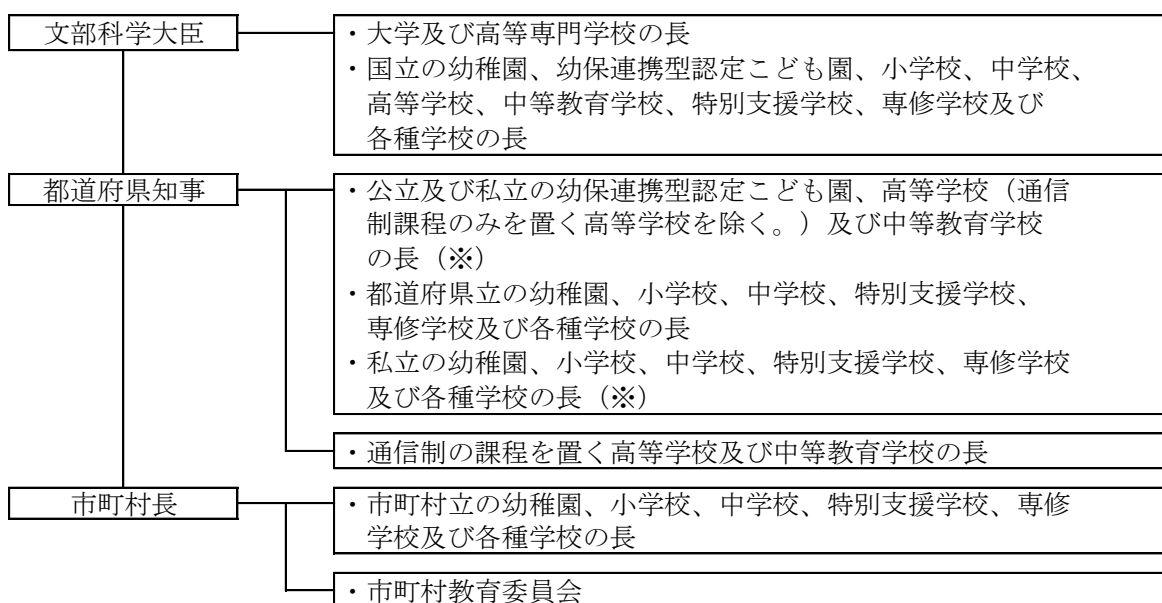 文部科学大臣
・大学及び高等専門学校の長
・国立の幼稚園、幼保連携型認定こども園、小学校、中学校、
高等学校、中等教育学校、特別支援学校、専修学校及び
各種学校の長
都道府県知事
・公立及び私立の幼保連携型認定こども園、高等学校（通信
制課程のみを置く高等学校を除く。）及び中等教育学校
の長（※）
・都道府県立の幼稚園、小学校、中学校、特別支援学校、
専修学校及び各種学校の長
・私立の幼稚園、小学校、中学校、特別支援学校、専修学校
及び各種学校の長（※）
・通信制の課程を置く高等学校及び中等教育学校の長
市町村長
・市町村立の幼稚園、小学校、中学校、特別支援学校、専修
学校及び各種学校の長
・市町村教育委員会